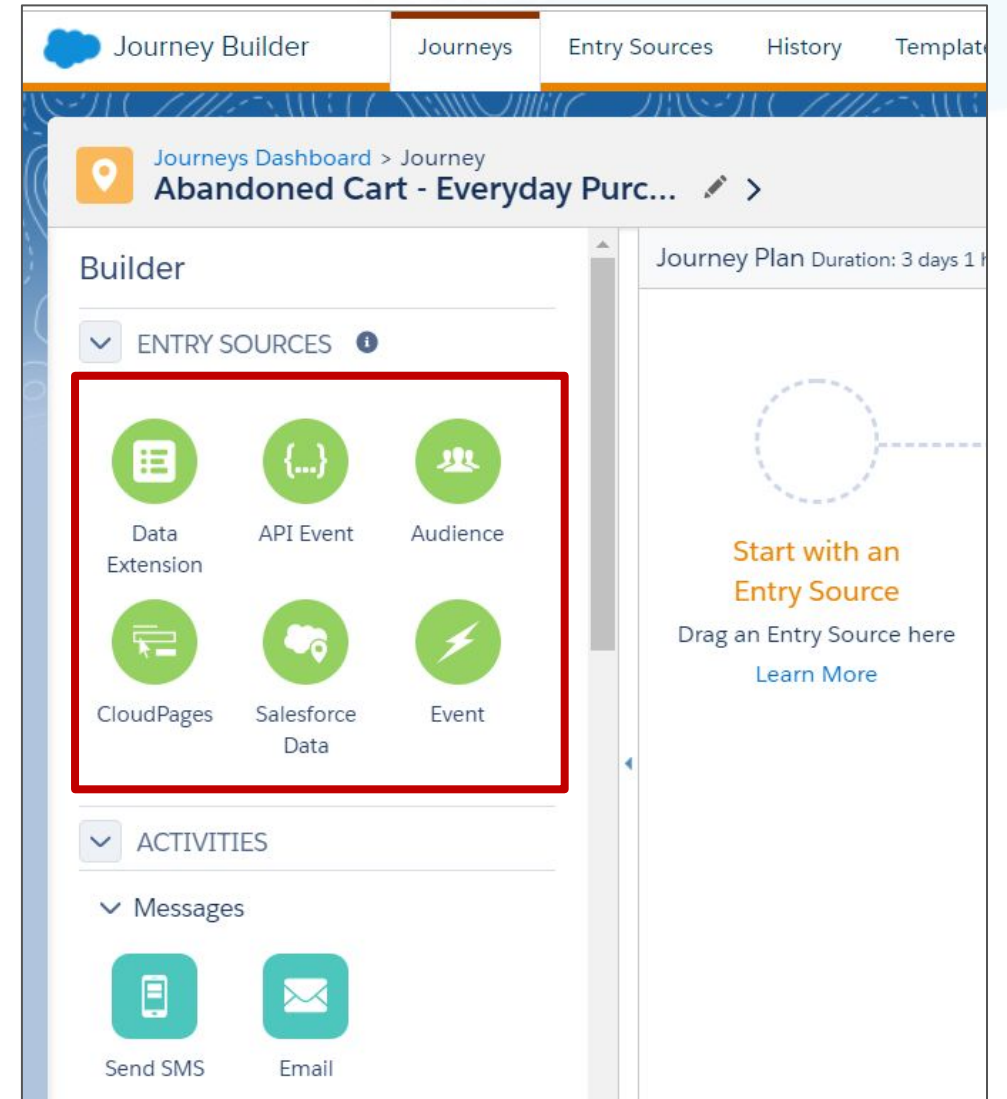 Journey Builder
Journeys
Entry Sources
History
Template
Journeys Dashboard > Journey
Abandoned Cart - Everyday Purc...
Builder
Journey Plan Duration: 3 days 1 h
ENTRY SOURCES
{...}
Data
Extension
API Event
Audience
Start with an
Entry Source
Drag an Entry Source here
Learn More
CloudPages
Salesforce
Data
Event
ACTIVITIES
Messages
Send SMS
Email